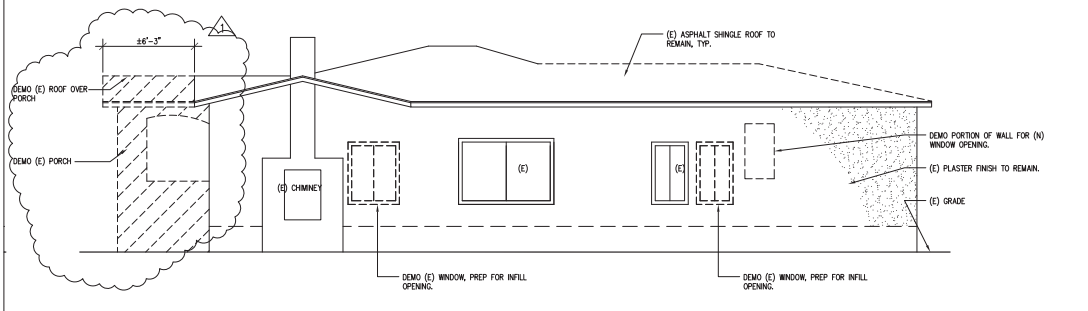 1
±6'-3"
(E) ASPHALT SHINGLE ROOF TO
REMAIN, TYP.
DEMO (E) ROOF OVER
PORCH
DEMO (E) PORCH
(E) CHIMINEY
(E)
(E)
DEMO PORTION OF WALL FOR (N)
WINDOW OPENING.
(E) PLASTER FINISH TO REMAIN.
(E) GRADE
DEMO (E) WINDOW, PREP FOR INFILL
OPENING.
DEMO (E) WINDOW, PREP FOR INFILL
OPENING.